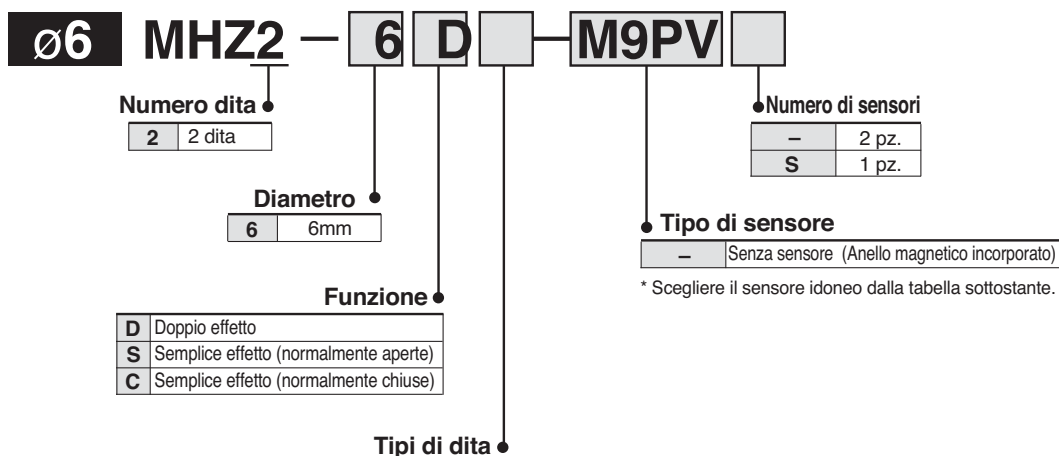 ø6 MHZ2 — 6 D — M9PV
Numero dita
2 2 dita
Numero di sensori
– 2 pz.
S 1 pz.
Diametro
6 6mm
Tipo di sensore
– Senza sensore (Anello magnetico incorporato)
* Scegliere il sensore idoneo dalla tabella sottostante.
Funzione
D Doppio effetto
S Semplice effetto (normalmente aperte)
C Semplice effetto (normalmente chiuse)
Tipi di dita